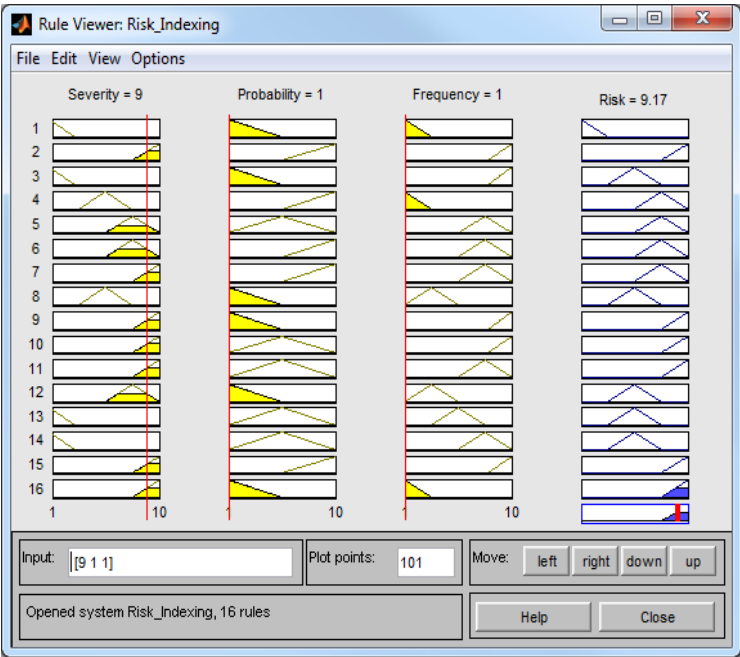 Rule Viewer: Risk_Indexing
File Edit View Options
Severity = 9 Probability = 1 Frequency = 1 Risk = 9.17
1
2
3
4
5
6
7
8
9
10
11
12
13
14
15
16
1 10 1 10 1 10
Input: [9 1 1] Plot points: 101 Move: left right down up
Opened system Risk_Indexing, 16 rules Help Close